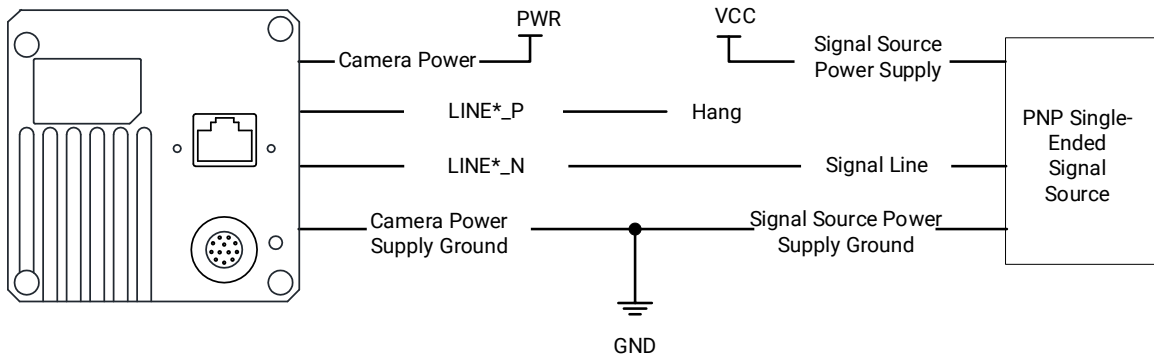 PWR
VCC
Camera Power
Signal Source
Power Supply
LINE*_P
Hang
PNP Single-
Ended
Signal
Source
LINE*_N
Signal Line
Camera Power
Supply Ground
Signal Source Power
Supply Ground
GND